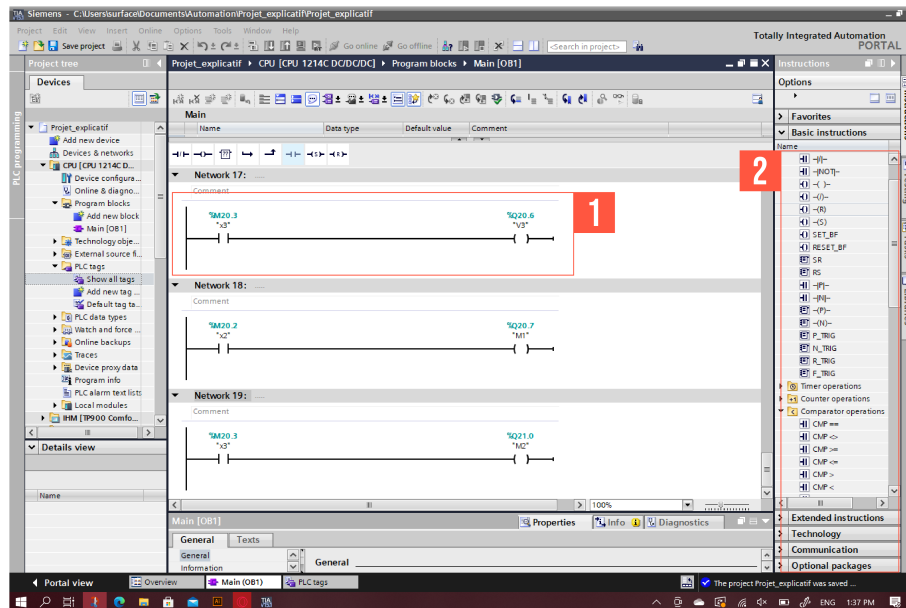 Siemens - C:\Users\surface\Documents\Automation\Projet_explicatif\Projet_explicatif
Project Edit View Insert Online Options Tools Window Help
Totally Integrated Automation
PORTAL
Save project Go online Go offline <Search in project>
Project tree
Projet_explicatif CPU [CPU 1214C DC/DC/DC] Program blocks Main [OB1]
Instructions
Devices
Options
PLC programming
Main
Name Data type Default value Comment
Favorites
Basic instructions
Name
Projet_explicatif
Add new device
Devices & networks
CPU [CPU 1214C D...
Device configura...
Online & diagno...
Program blocks
Add new block
Main [OB1]
Technology obje...
External source fi...
PLC tags
Show all tags
Add new tag ...
Default tag ta...
PLC data types
Watch and force ...
Online backups
Traces
Device proxy data
Program info
PLC alarm text lists
Local modules
IHM [TP900 Comfo...
Details view
Name
Network 17: ....
Comment
1
%M20.3 %Q20.6
"x3" "V3"
Network 18: ....
Comment
%M20.2 %Q20.7
"x2" "M1"
Network 19: ....
Comment
%M20.3 %Q21.0
"x3" "M2"
100%
2
-|/|-
-|NOT|-
-( )-
-(/)-
-(R)
-(S)
SET_BF
RESET_BF
SR
RS
-|P|-
-|N|-
-(P)-
-(N)-
P_TRIG
N_TRIG
R_TRIG
F_TRIG
Timer operations
Counter operations
Comparator operations
CMP ==
CMP <>
CMP >=
CMP <=
CMP >
CMP <
Extended instructions
Technology
Communication
Optional packages
Main [OB1]
Properties Info Diagnostics
General Texts
General
Information
General
Portal view Overview Main (OB1) PLC tags
The project Projet_explicatif was saved ...
ENG 1:37 PM